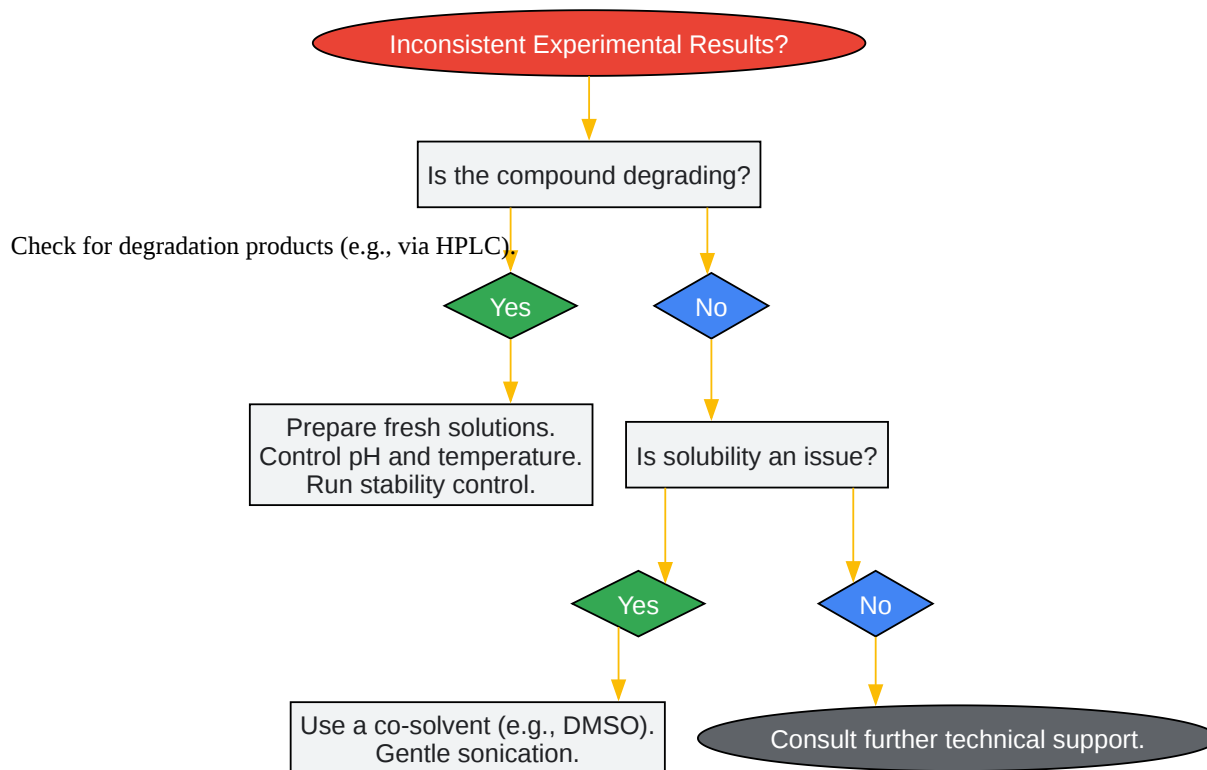 Inconsistent Experimental Results?
Is the compound degrading?
Check for degradation products (e.g., via HPLC).
Yes
No
Prepare fresh solutions.
Control pH and temperature.
Run stability control.
Is solubility an issue?
Yes
No
Use a co-solvent (e.g., DMSO).
Gentle sonication.
Consult further technical support.